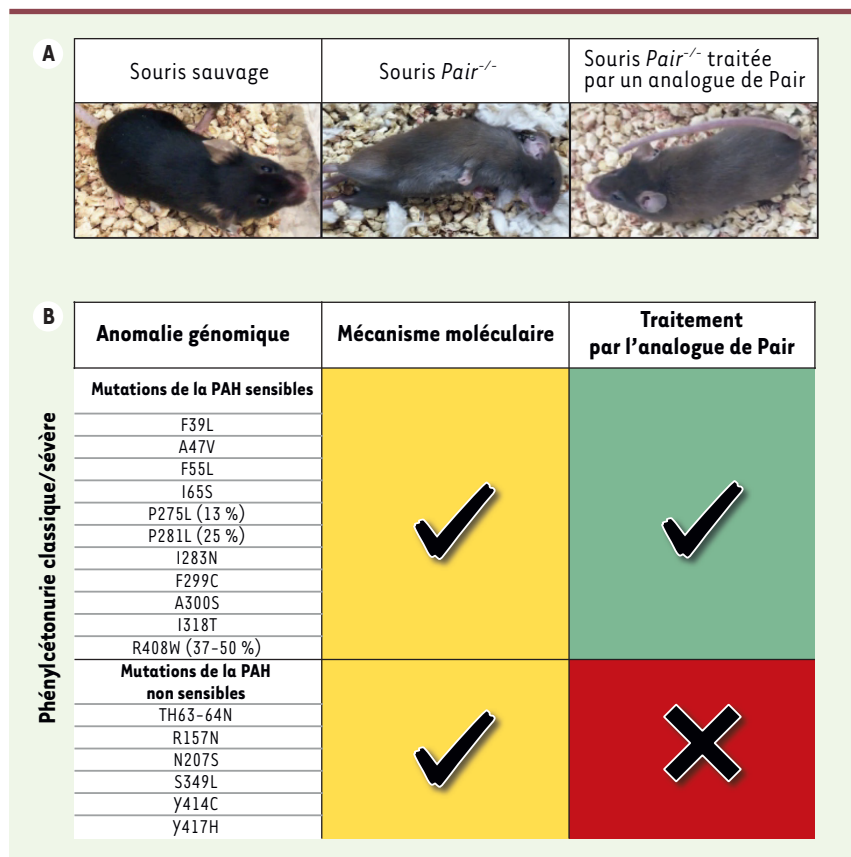 A
Souris sauvage
Souris Pair-/-
Souris Pair-/- traitée
par un analogue de Pair
B
Phénylcétonurie classique/sévère
Anomalie génomique
Mécanisme moléculaire
Traitement
par l'analogue de Pair
Mutations de la PAH sensibles
F39L
A47V
F55L
I65S
P275L (13 %)
P281L (25 %)
I283N
F299C
A300S
I318T
R408W (37-50 %)
Mutations de la PAH
non sensibles
TH63-64N
R157N
N207S
S349L
Y414C
Y417H